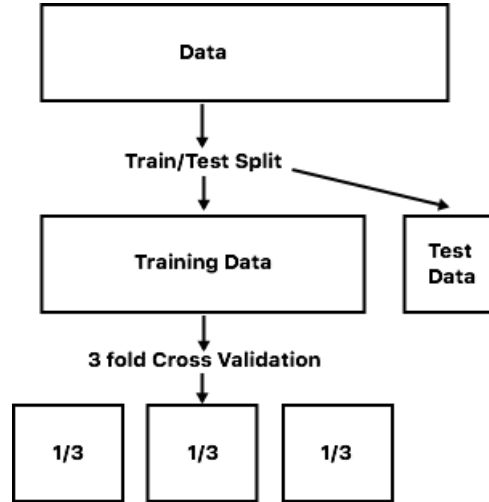 Data
Train/Test Split
Training Data
Test
Data
3 fold Cross Validation
1/3
1/3
1/3